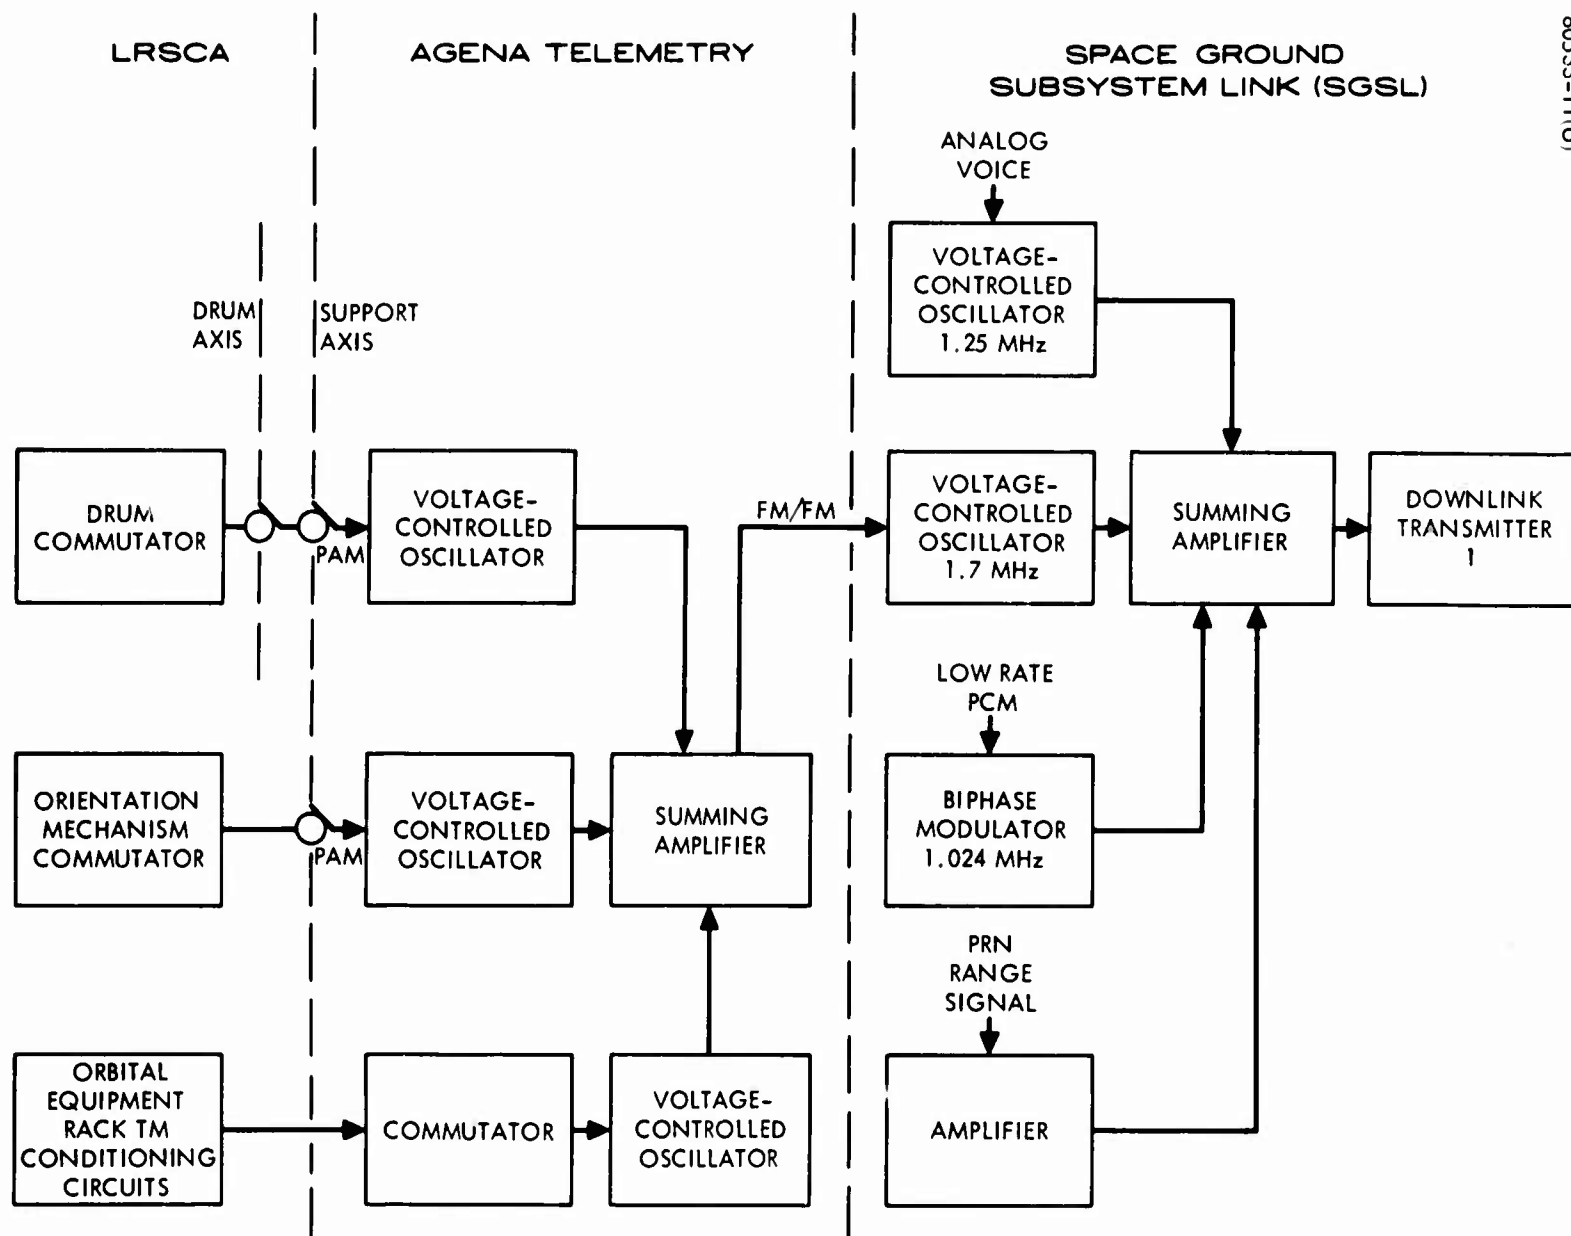 LRSCA
AGENA TELEMETRY
SPACE GROUND
SUBSYSTEM LINK (SGSL)
ANALOG
VOICE
VOLTAGE-
CONTROLLED
OSCILLATOR
1.25 MHz
DRUM
AXIS
SUPPORT
AXIS
DRUM
COMMUTATOR
PAM
VOLTAGE-
CONTROLLED
OSCILLATOR
FM/FM
VOLTAGE-
CONTROLLED
OSCILLATOR
1.7 MHz
SUMMING
AMPLIFIER
DOWNLINK
TRANSMITTER
1
LOW RATE
PCM
ORIENTATION
MECHANISM
COMMUTATOR
PAM
VOLTAGE-
CONTROLLED
OSCILLATOR
SUMMING
AMPLIFIER
BIPHASE
MODULATOR
1.024 MHz
PRN
RANGE
SIGNAL
ORBITAL
EQUIPMENT
RACK TM
CONDITIONING
CIRCUITS
COMMUTATOR
VOLTAGE-
CONTROLLED
OSCILLATOR
AMPLIFIER